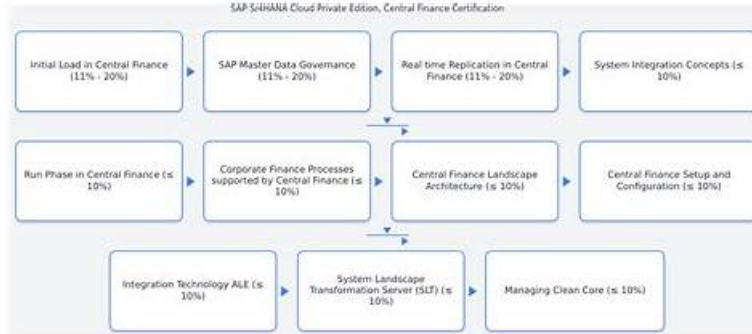 SAP S/4HANA Cloud Private Edition, Central Finance Certification
Initial Load in Central Finance
(11% - 20%)
SAP Master Data Governance
(11% - 20%)
Real time Replication in Central
Finance (11% - 20%)
System Integration Concepts (≤
10%)
Run Phase in Central Finance (≤
10%)
Corporate Finance Processes
supported by Central Finance (≤
10%)
Central Finance Landscape
Architecture (≤ 10%)
Central Finance Setup and
Configuration (≤ 10%)
Integration Technology ALE (≤
10%)
System Landscape
Transformation Server (SLT) (≤
10%)
Managing Clean Core (≤ 10%)